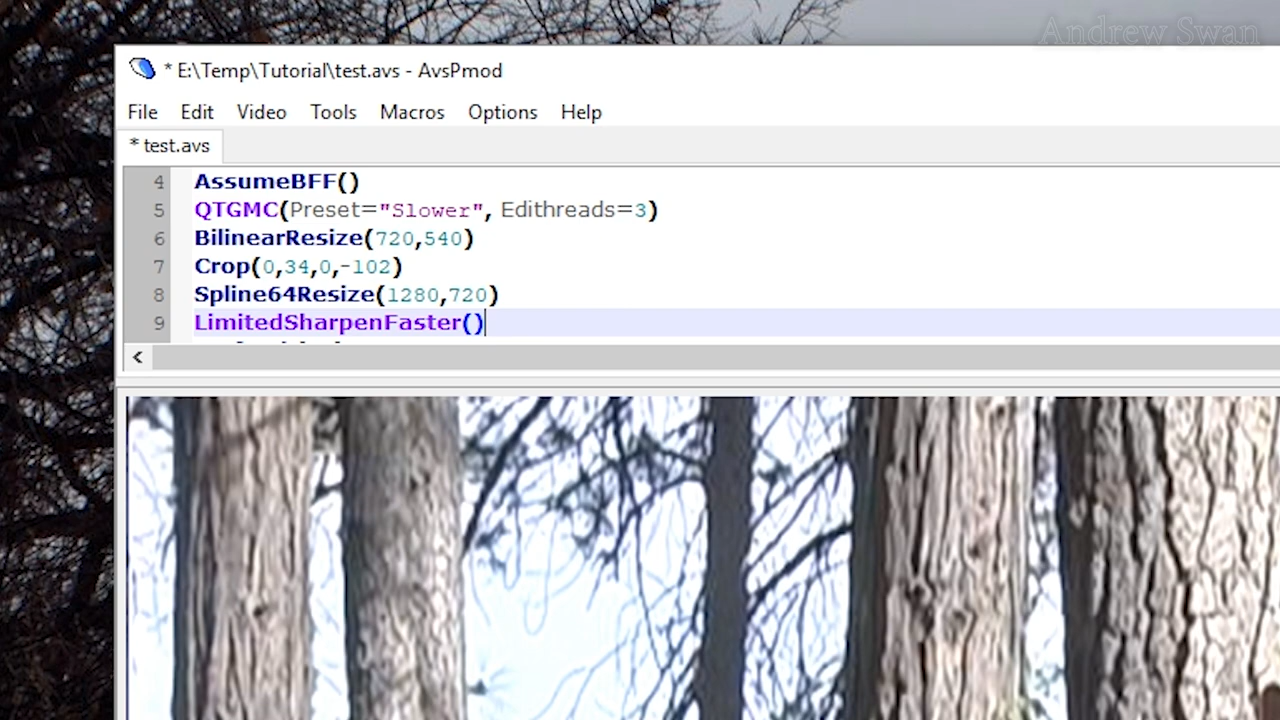 Andrew Swan
* E:\Temp\Tutorial\test.avs - AvsPmod
File Edit Video Tools Macros Options Help
* test.avs
4 AssumeBFF()
5 QTGMC(Preset="Slower", Edithreads=3)
6 BilinearResize(720,540)
7 Crop(0,34,0,-102)
8 Spline64Resize(1280,720)
9 LimitedSharpenFaster()